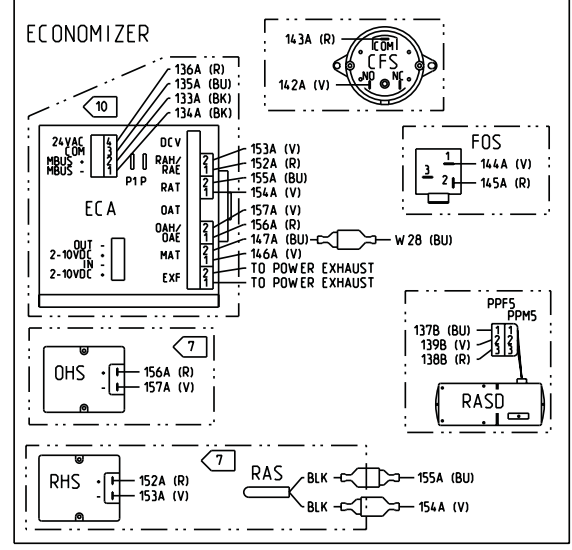 ECONOMIZER
136A (R)
135A (BU)
133A (BK)
134A (BK)
10
24VAC 4
COM 3
MBUS + 2
MBUS - 1
P1 P
ECA
OUT -
2-10VDC +
IN -
2-10VDC +
DCV
RAH/ 2
RAE 1
RAT 2
1
OAT
OAH/ 2
OAE 1
MAT 2
1
EXF 2
1
153A (V)
152A (R)
155A (BU)
154A (V)
157A (V)
156A (R)
147A (BU) W28 (BU)
146A (V)
TO POWER EXHAUST
TO POWER EXHAUST
143A (R)
COM
CFS
142A (V) NO NC
FOS
1
3 144A (V)
2 145A (R)
PPF5
PPM5
137B (BU) 1 1
139B (V) 2 2
138B (R) 3 3
RASD
7
OHS
+ 156A (R)
- 157A (V)
7
RHS
+ 152A (R)
- 153A (V)
RAS
BLK 155A (BU)
BLK 154A (V)